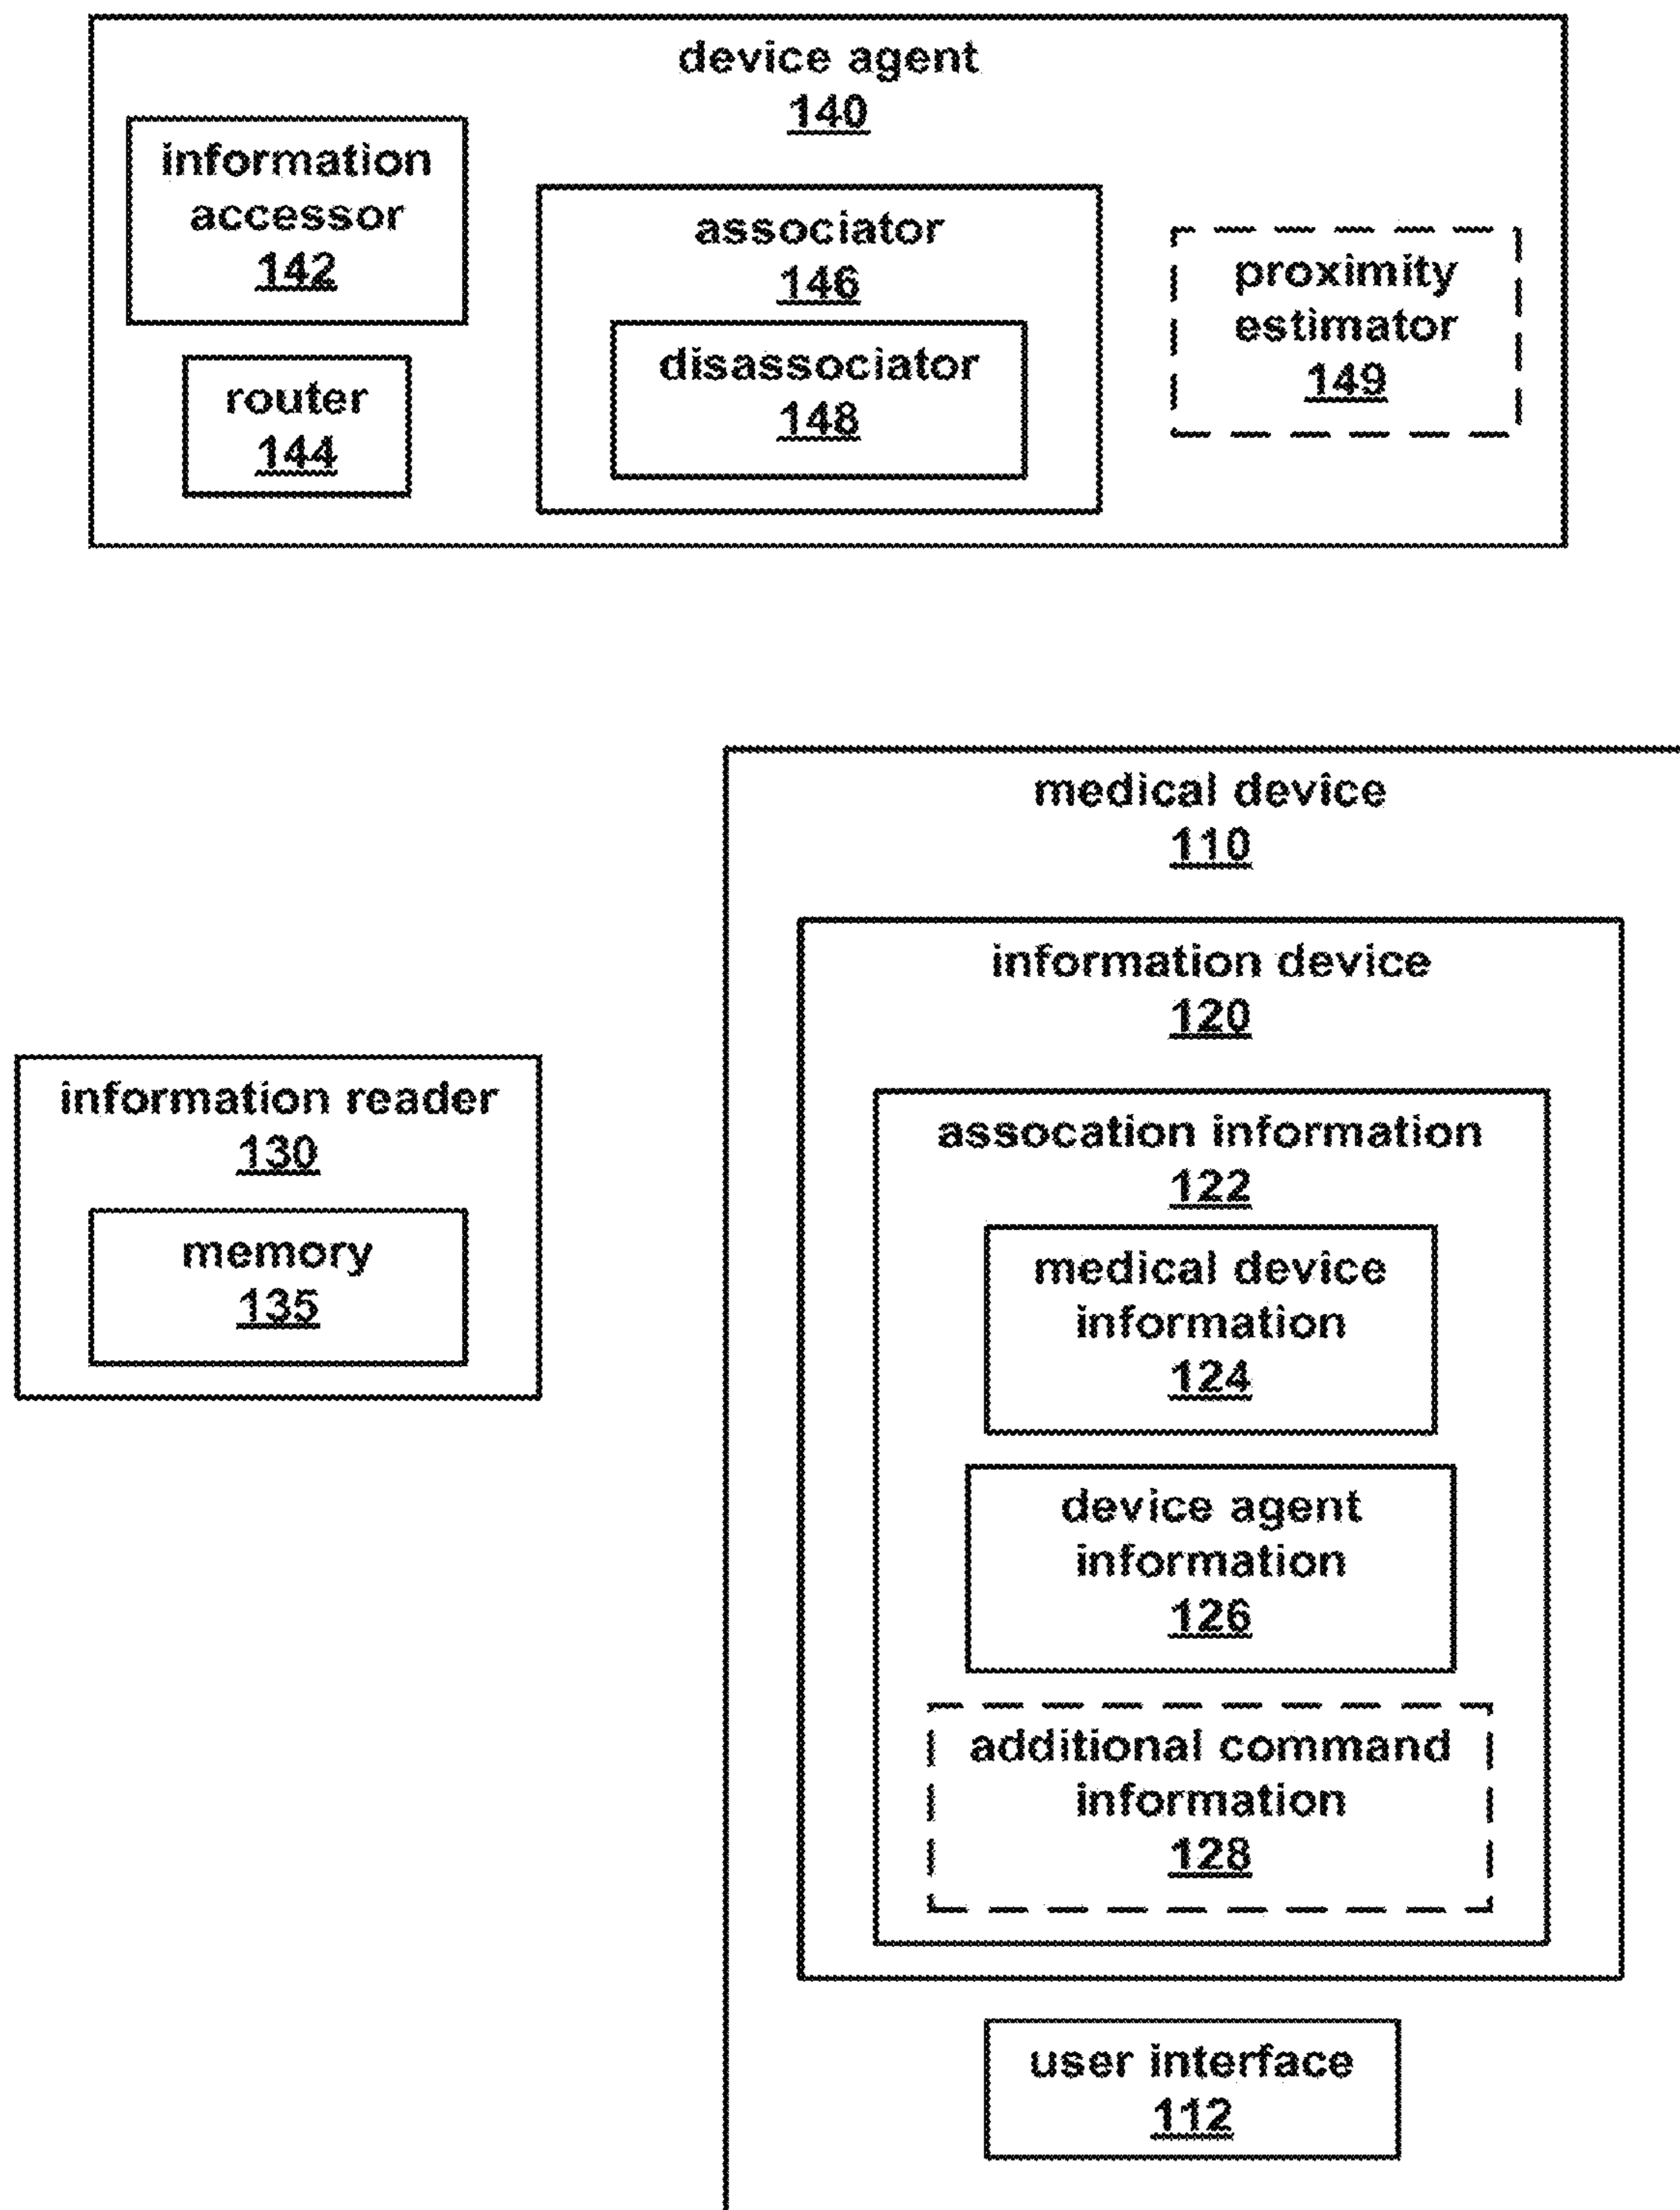 device agent
140
information
accessor
142
router
144
associator
146
disassociator
148
proximity
estimator
149
medical device
110
information device
120
information reader
130
memory
135
assocation information
122
medical device
information
124
device agent
information
126
additional command
information
128
user interface
112